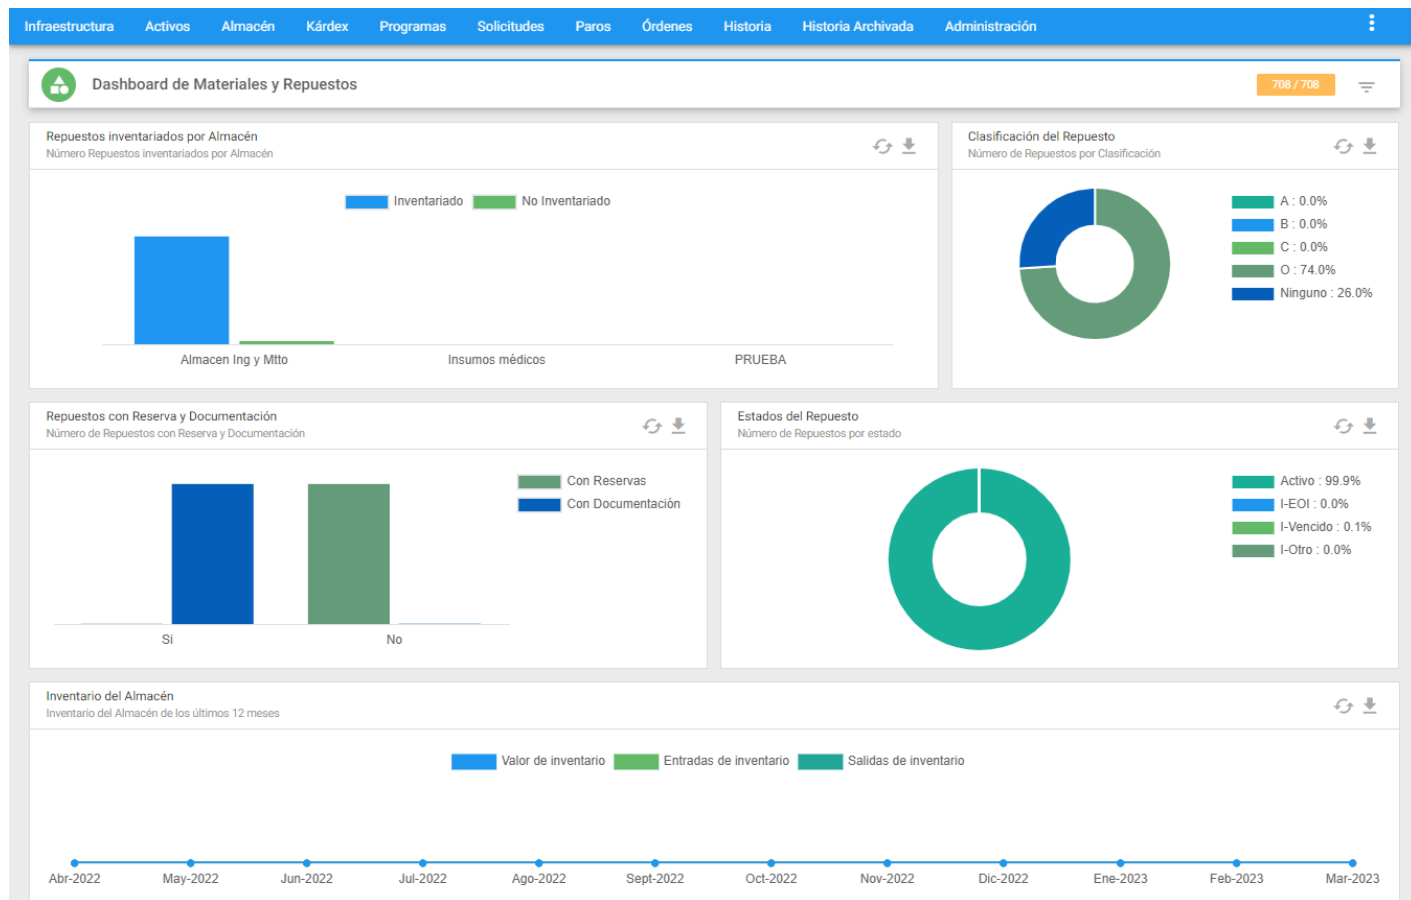 Infraestructura Activos Almacén Kárdex Programas Solicitudes Paros Órdenes Historia Historia Archivada Administración
Dashboard de Materiales y Repuestos
708 / 708
Repuestos inventariados por Almacén
Número Repuestos inventariados por Almacén
Inventariado No Inventariado
Almacen Ing y Mtto Insumos médicos PRUEBA
Clasificación del Repuesto
Número de Repuestos por Clasificación
A : 0.0%
B : 0.0%
C : 0.0%
O : 74.0%
Ninguno : 26.0%
Repuestos con Reserva y Documentación
Número de Repuestos con Reserva y Documentación
Con Reservas
Con Documentación
Si No
Estados del Repuesto
Número de Repuestos por estado
Activo : 99.9%
I-EOI : 0.0%
I-Vencido : 0.1%
I-Otro : 0.0%
Inventario del Almacén
Inventario del Almacén de los últimos 12 meses
Valor de inventario Entradas de inventario Salidas de inventario
Abr-2022 May-2022 Jun-2022 Jul-2022 Ago-2022 Sept-2022 Oct-2022 Nov-2022 Dic-2022 Ene-2023 Feb-2023 Mar-2023